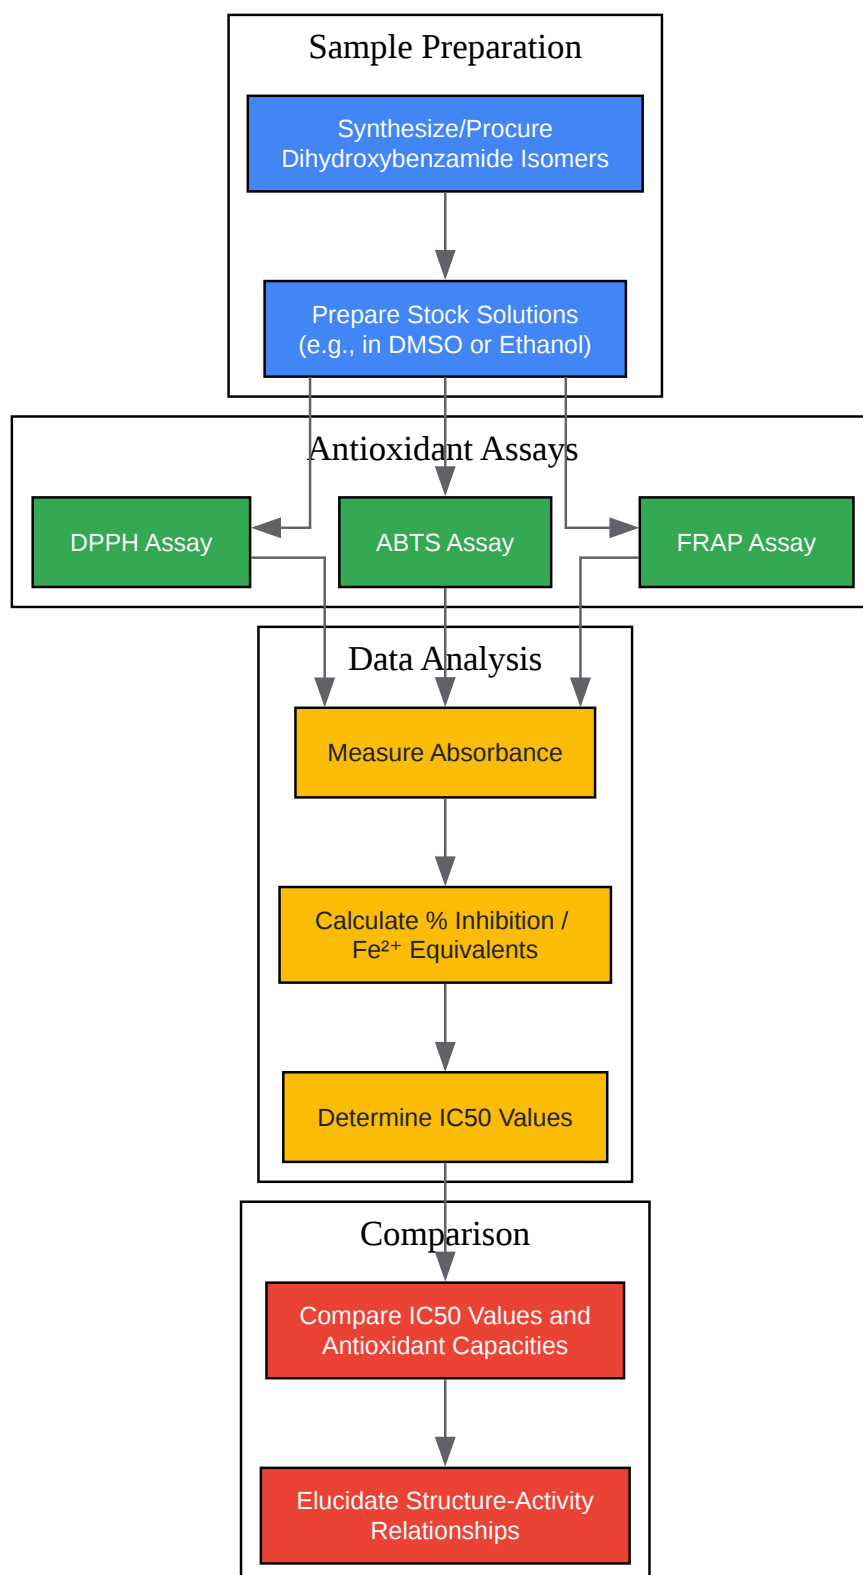 Sample Preparation
Synthesize/Procure
Dihydroxybenzamide Isomers
Prepare Stock Solutions
(e.g., in DMSO or Ethanol)
Antioxidant Assays
DPPH Assay
ABTS Assay
FRAP Assay
Data Analysis
Measure Absorbance
Calculate % Inhibition /
Fe²⁺ Equivalents
Determine IC50 Values
Comparison
Compare IC50 Values and
Antioxidant Capacities
Elucidate Structure-Activity
Relationships